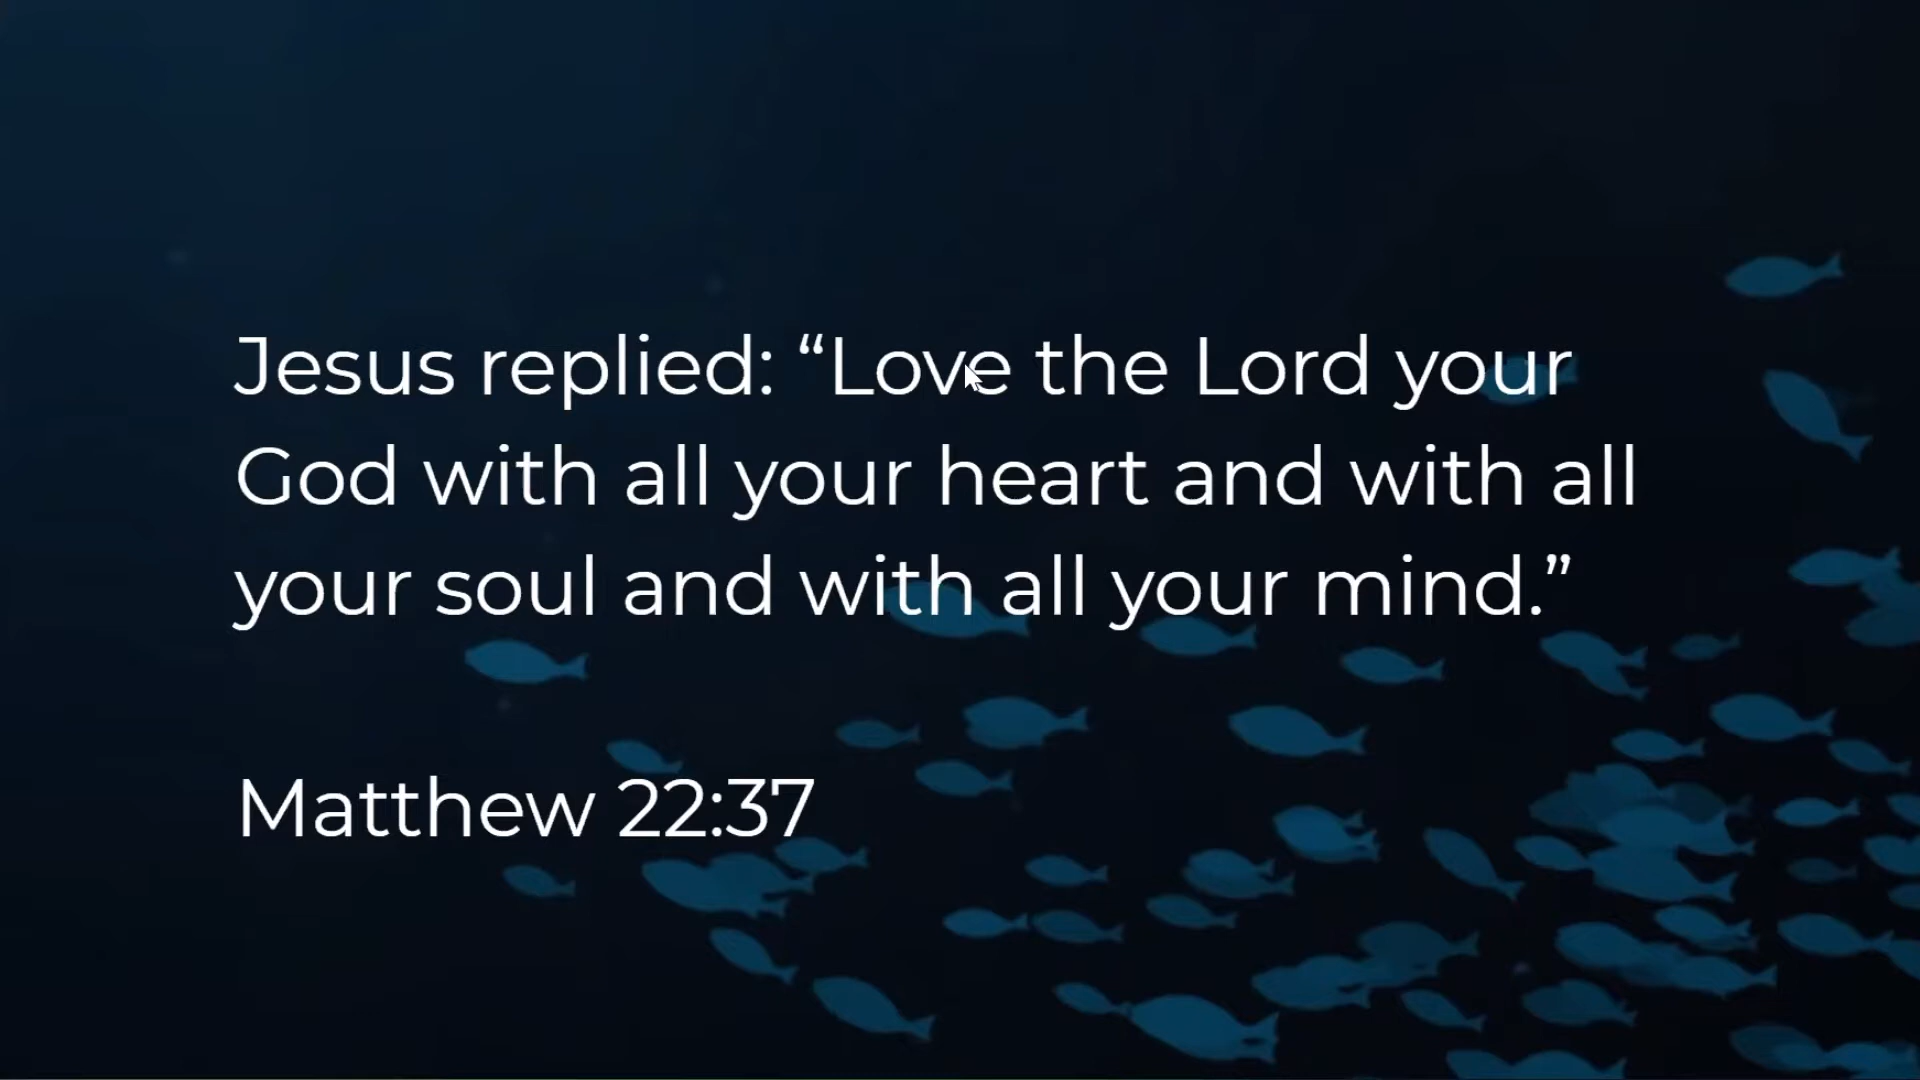 Jesus replied: “Love the Lord your
God with all your heart and with all
your soul and with all your mind.”
Matthew 22:37